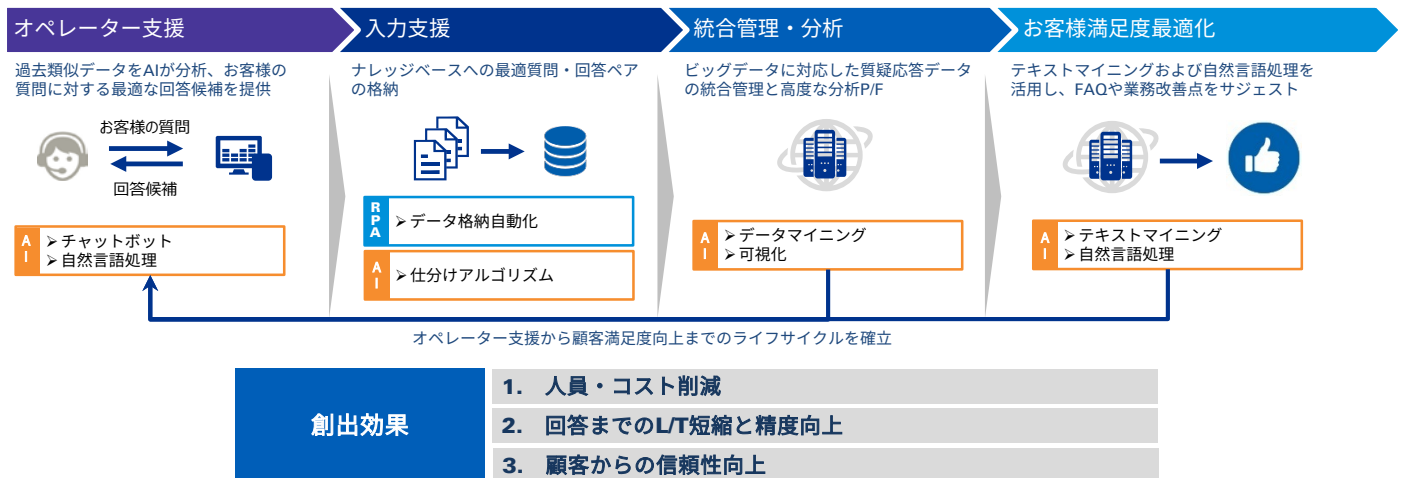 オペレーター支援
入力支援
統合管理・分析
お客様満足度最適化
過去類似データをAIが分析、お客様の
質問に対する最適な回答候補を提供
ナレッジベースへの最適質問・回答ペア
の格納
ビッグデータに対応した質疑応答データ
の統合管理と高度な分析P/F
テキストマイニングおよび自然言語処理を
活用し、FAQや業務改善点をサジェスト
お客様の質問
回答候補
AI
➢チャットボット
➢自然言語処理
RPA
➢データ格納自動化
AI
➢仕分けアルゴリズム
AI
➢データマイニング
➢可視化
AI
➢テキストマイニング
➢自然言語処理
オペレーター支援から顧客満足度向上までのライフサイクルを確立
創出効果
1. 人員・コスト削減
2. 回答までのL/T短縮と精度向上
3. 顧客からの信頼性向上